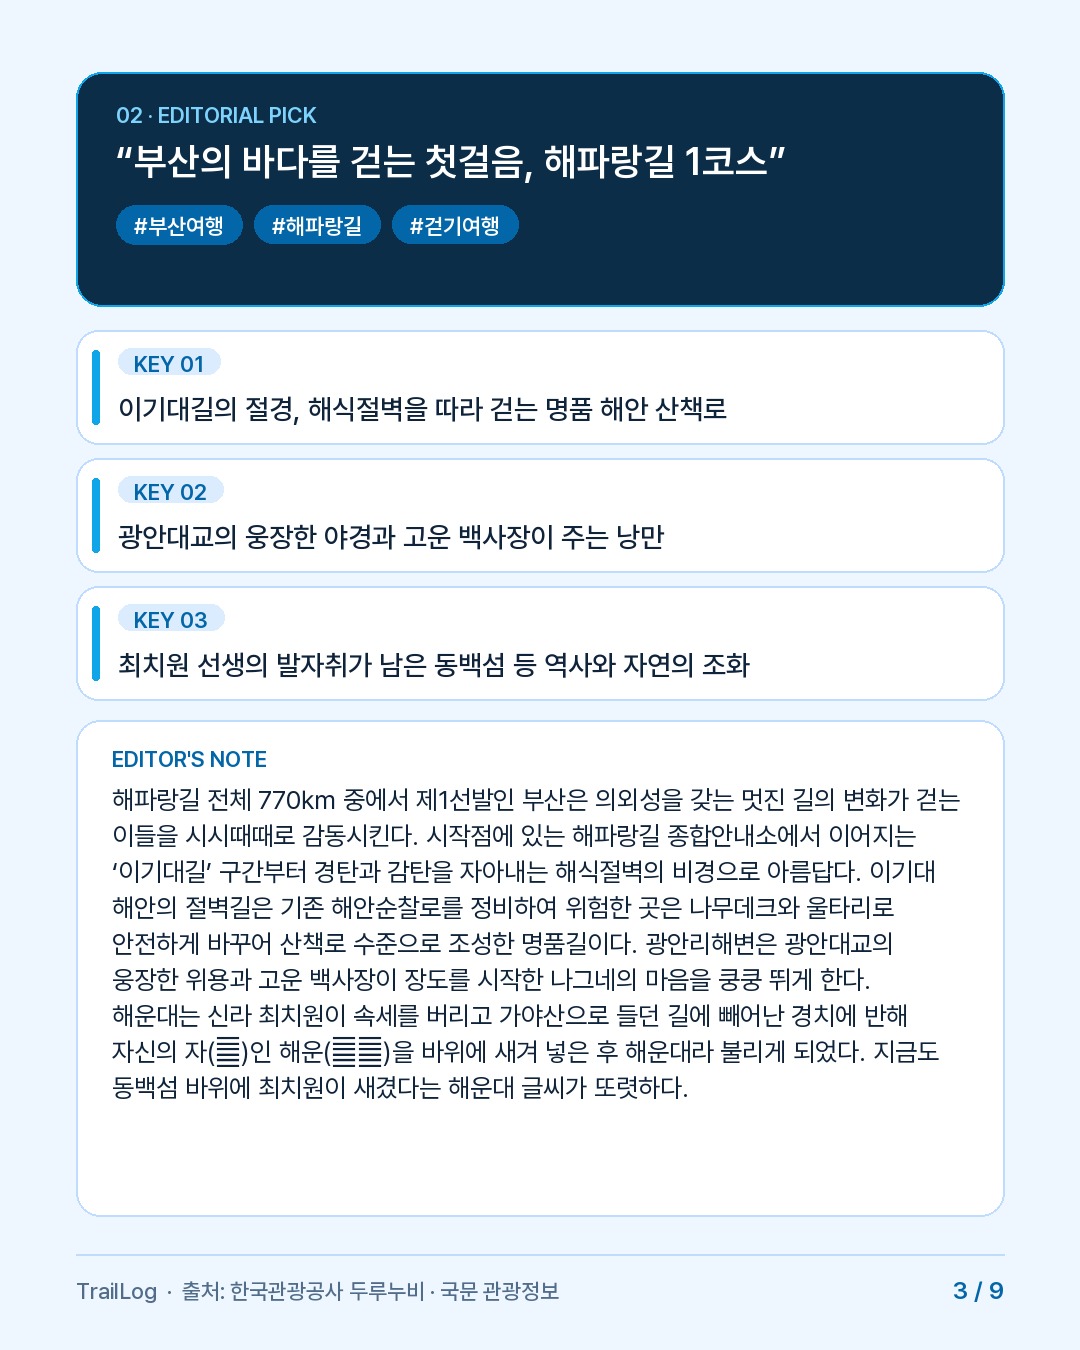 02 · EDITORIAL PICK
“부산의 바다를 걷는 첫걸음, 해파랑길 1코스”
#부산여행 #해파랑길 #걷기여행
KEY 01
이기대길의 절경, 해식절벽을 따라 걷는 명품 해안 산책로
KEY 02
광안대교의 웅장한 야경과 고운 백사장이 주는 낭만
KEY 03
최치원 선생의 발자취가 남은 동백섬 등 역사와 자연의 조화
EDITOR'S NOTE
해파랑길 전체 770km 중에서 제1선발인 부산은 의외성을 갖는 멋진 길의 변화가 걷는
이들을 시시때때로 감동시킨다. 시작점에 있는 해파랑길 종합안내소에서 이어지는
‘이기대길’ 구간부터 경탄과 감탄을 자아내는 해식절벽의 비경으로 아름답다. 이기대
해안의 절벽길은 기존 해안순찰로를 정비하여 위험한 곳은 나무데크와 울타리로
안전하게 바꾸어 산책로 수준으로 조성한 명품길이다. 광안리해변은 광안대교의
웅장한 위용과 고운 백사장이 장도를 시작한 나그네의 마음을 쿵쿵 뛰게 한다.
해운대는 신라 최치원이 속세를 버리고 가야산으로 들던 길에 빼어난 경치에 반해
자신의 자()인 해운()을 바위에 새겨 넣은 후 해운대라 불리게 되었다. 지금도
동백섬 바위에 최치원이 새겼다는 해운대 글씨가 또렷하다.
TrailLog · 출처: 한국관광공사 두루누비 · 국문 관광정보
3 / 9